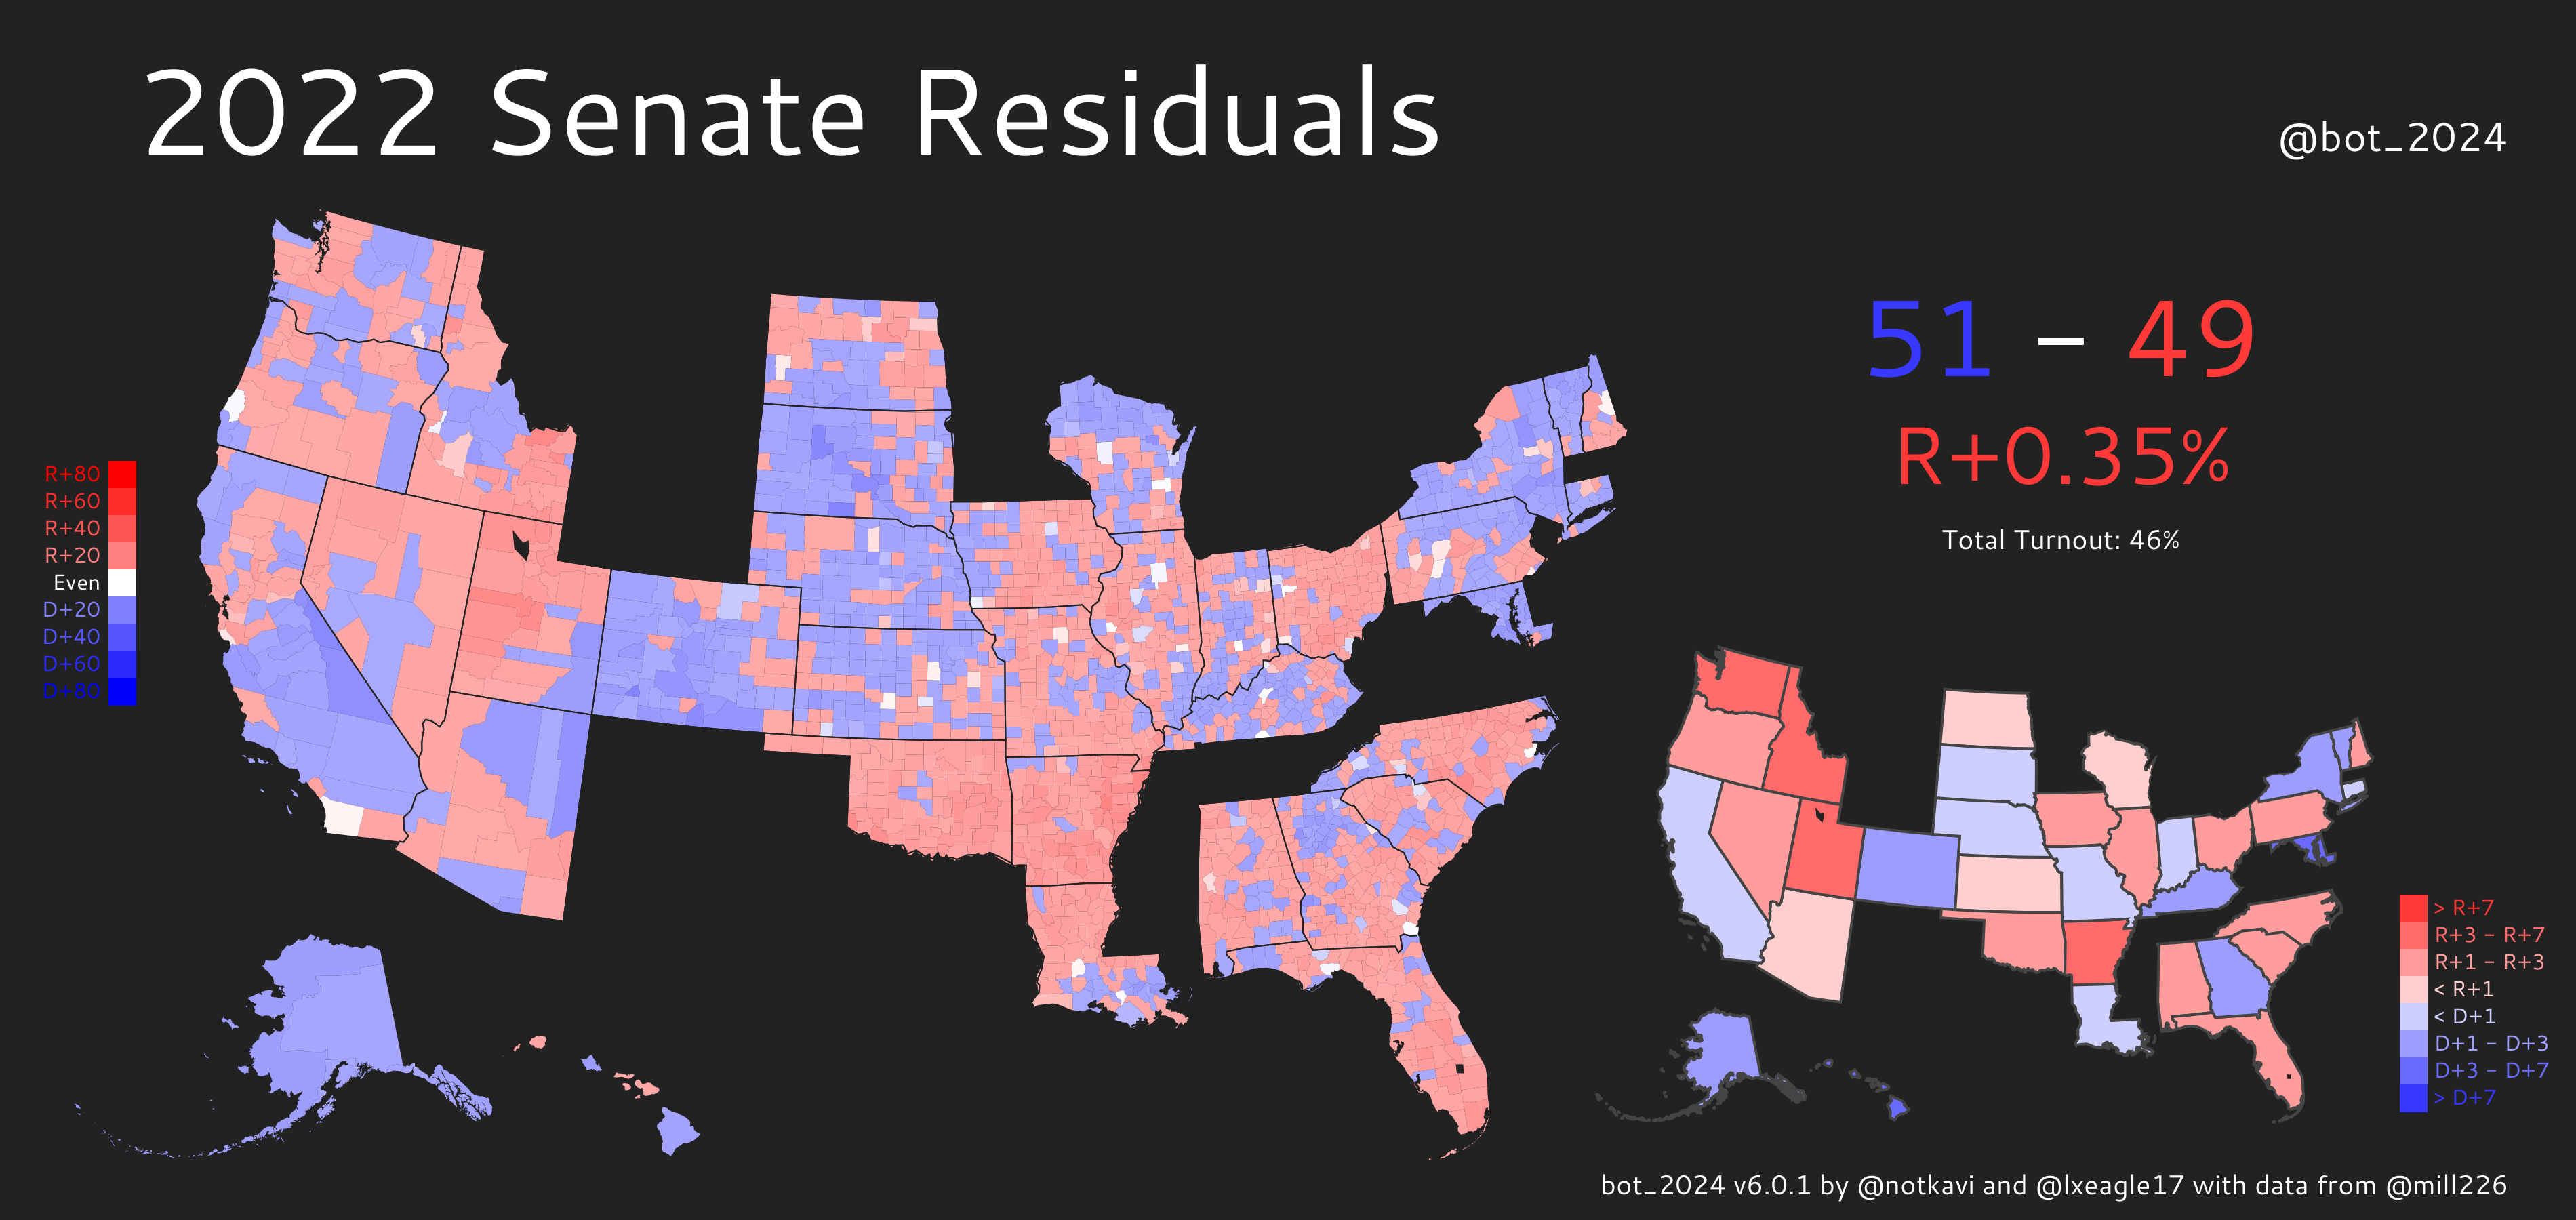 2022 Senate Residuals
@bot_2024
51 - 49
R+0.35%
Total Turnout: 46%
R+80
R+60
R+40
R+20
Even
D+20
D+40
D+60
D+80
> R+7
R+3 - R+7
R+1 - R+3
< R+1
< D+1
D+1 - D+3
D+3 - D+7
> D+7
bot_2024 v6.0.1 by @notkavi and @lxeagle17 with data from @mill226